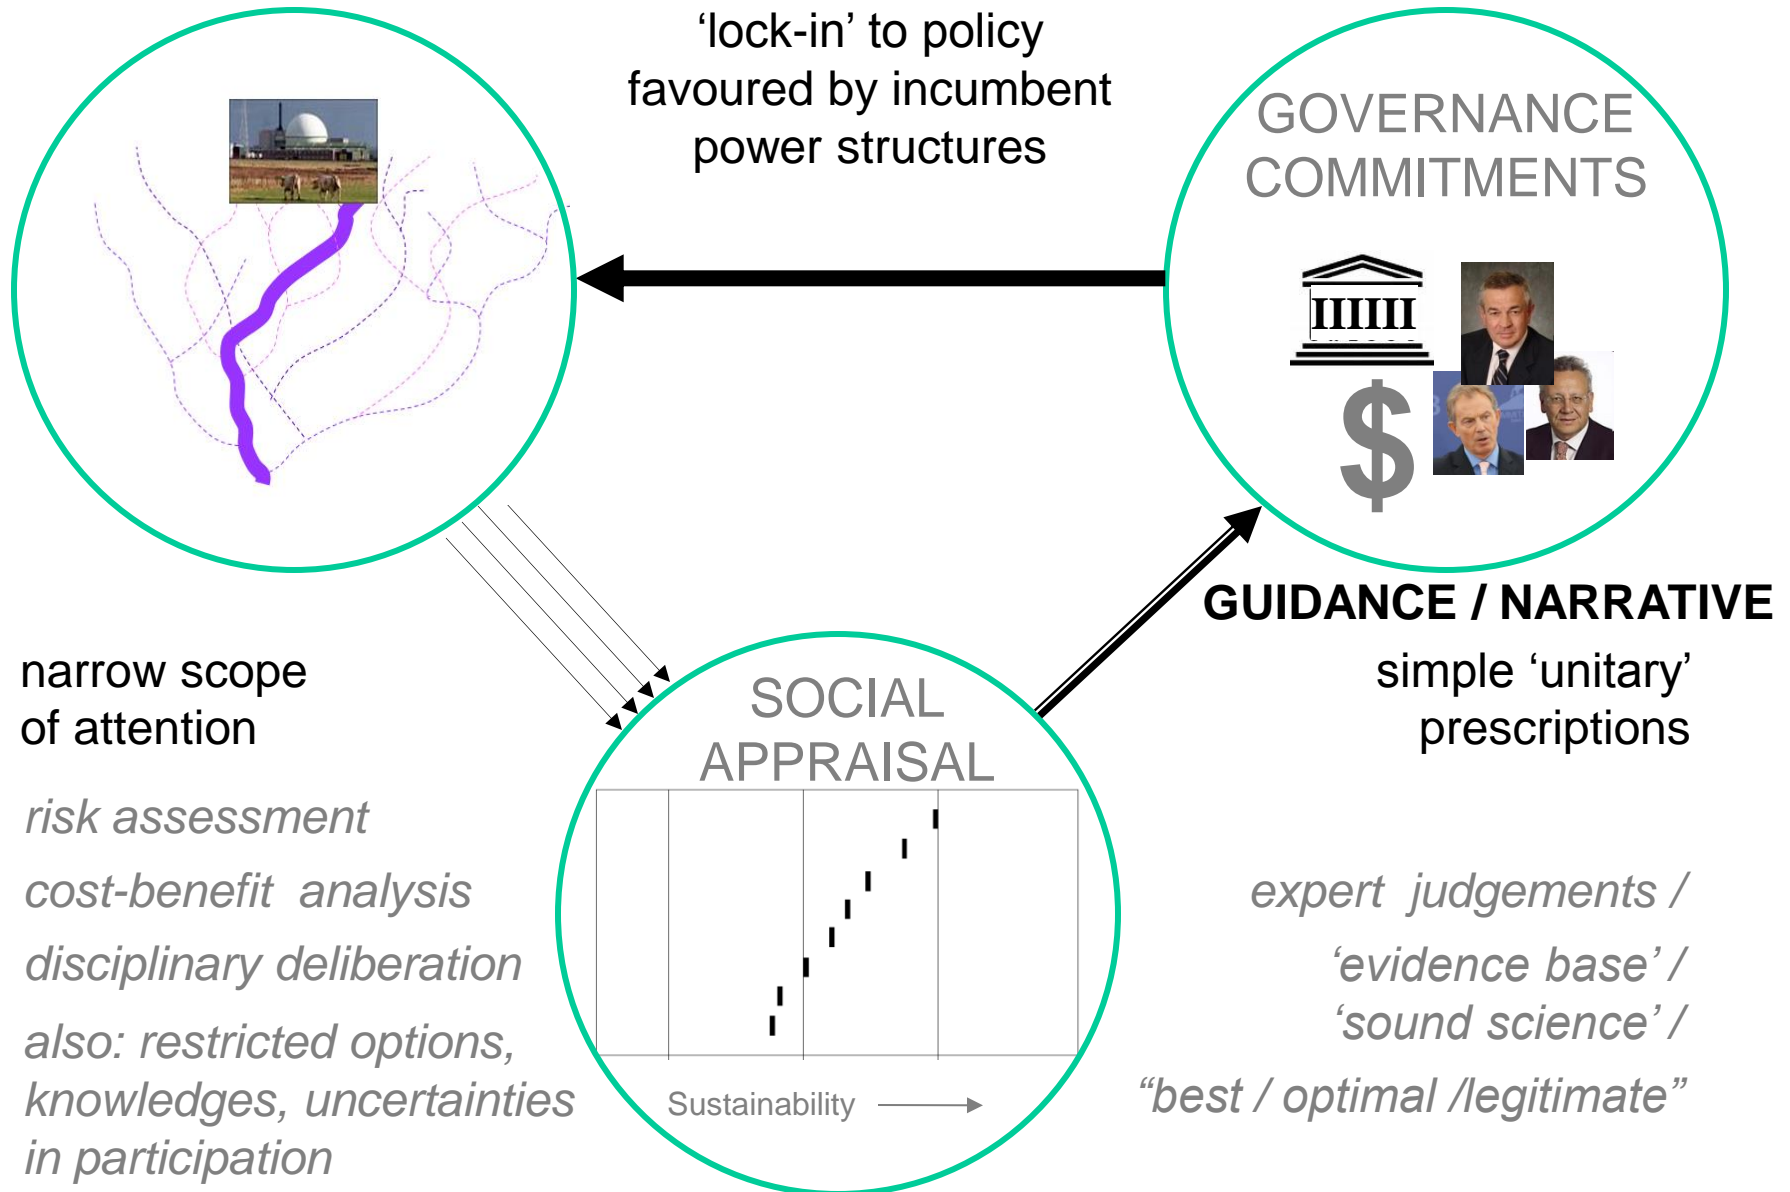 ‘lock-in’ to policy
favoured by incumbent
power structures
GOVERNANCE
COMMITMENTS
$
GUIDANCE / NARRATIVE
simple ‘unitary’
prescriptions
narrow scope
of attention
risk assessment
cost-benefit analysis
disciplinary deliberation
also: restricted options,
knowledges, uncertainties
in participation
SOCIAL
APPRAISAL
Sustainability
expert judgements /
‘evidence base’ /
‘sound science’ /
“best / optimal /legitimate”